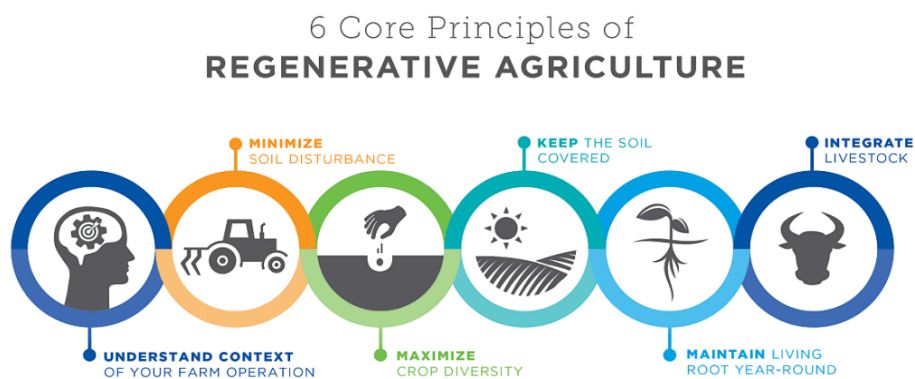 6 Core Principles of
REGENERATIVE AGRICULTURE
UNDERSTAND CONTEXT
OF YOUR FARM OPERATION
MINIMIZE
SOIL DISTURBANCE
MAXIMIZE
CROP DIVERSITY
KEEP THE SOIL
COVERED
MAINTAIN LIVING
ROOT YEAR-ROUND
INTEGRATE
LIVESTOCK